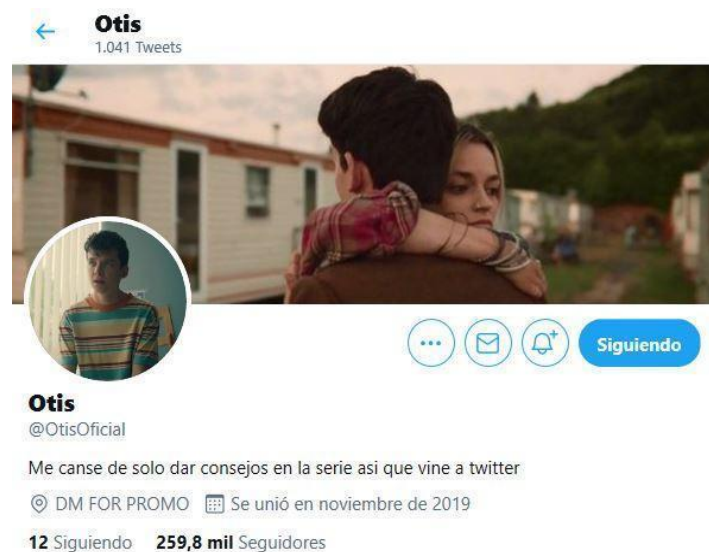 Otis
1.041 Tweets
Siguiendo
Otis
@OtisOficial
Me canse de solo dar consejos en la serie asi que vine a twitter
DM FOR PROMO Se unió en noviembre de 2019
12 Siguiendo 259,8 mil Seguidores